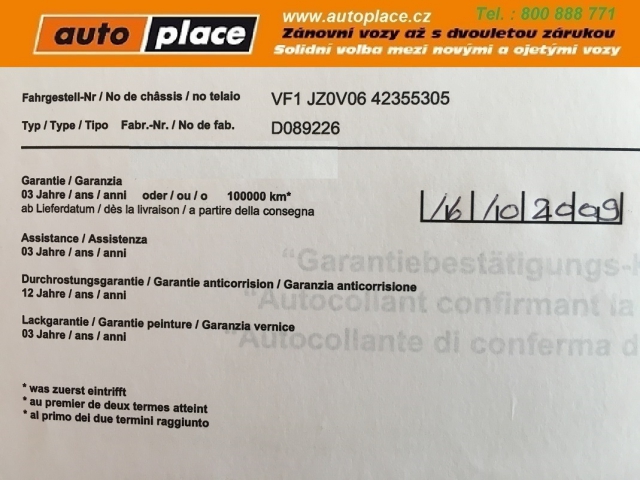 auto place
www.autoplace.cz
Tel. : 800 888 771
Zánovní vozy až s dvouletou zárukou
Solidní volba mezi novými a ojetými vozy
Fahrgestell-Nr / No de châssis / no telaio VF1 JZ0V06 42355305
Typ / Type / Tipo Fabr.-Nr. / No de fab. D089226
Garantie / Garanzia
03 Jahre / ans / anni oder / ou / o 100000 km*
ab Lieferdatum / dès la livraison / a partire della consegna
16 10 2009
Assistance / Assistenza
03 Jahre / ans / anni
"Garantiebestätigungs-
Durchrostungsgarantie / Garantie anticorrision / Garanzia anticorrisione
12 Jahre / ans / anni
"Autocollant confirmant la
Lackgarantie / Garantie peinture / Garanzia vernice
03 Jahre / ans / anni
"Autocollante di conferma d
* was zuerst eintrifft
* au premier de deux termes atteint
* al primo dei due termini raggiunto